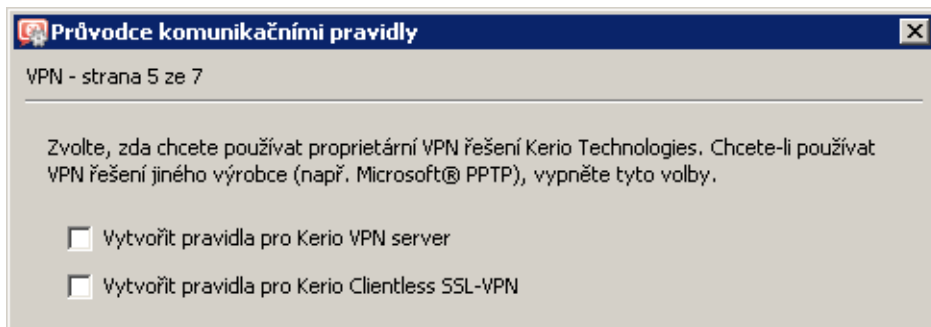 Průvodce komunikačními pravidly
VPN - strana 5 ze 7
Zvolte, zda chcete používat proprietární VPN řešení Kerio Technologies. Chcete-li používat
VPN řešení jiného výrobce (např. Microsoft® PPTP), vypněte tyto volby.
Vytvořit pravidla pro Kerio VPN server
Vytvořit pravidla pro Kerio Clientless SSL-VPN